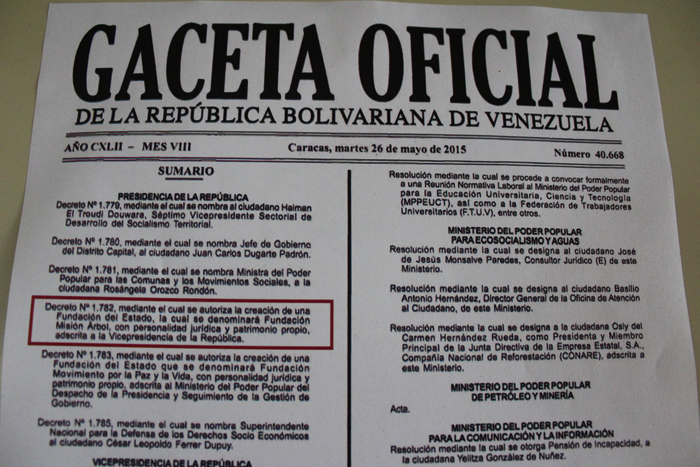 GACETA OFICIAL
DE LA REPÚBLICA BOLIVARIANA DE VENEZUELA
AÑO CXLII - MES VIII
Caracas, martes 26 de mayo de 2015
Número 40.668
SUMARIO
PRESIDENCIA DE LA REPÚBLICA
Decreto Nº 1.779, mediante el cual se nombra al ciudadano Haiman
El Troudi Douwara, Séptimo Vicepresidente Sectorial de
Desarrollo del Socialismo Territorial.
Decreto Nº 1.780, mediante el cual se nombra Jefe de Gobierno
del Distrito Capital, al ciudadano Juan Carlos Dugarte Padrón.
Decreto Nº 1.781, mediante el cual se nombra Ministra del Poder
Popular para las Comunas y los Movimientos Sociales, a la
ciudadana Rosángela Orozco Rondón.
Decreto Nº 1.782, mediante el cual se autoriza la creación de una
Fundación del Estado, la cual se denominará Fundación
Misión Árbol, con personalidad jurídica y patrimonio propio,
adscrita a la Vicepresidencia de la República.
Decreto Nº 1.783, mediante el cual se autoriza la creación de una
Fundación del Estado que se denominará Fundación
Movimiento por la Paz y la Vida, con personalidad jurídica y
patrimonio propio, adscrita al Ministerio del Poder Popular del
Despacho de la Presidencia y Seguimiento de la Gestión de
Gobierno.
Decreto Nº 1.785, mediante el cual se nombra Superintendente
Nacional para la Defensa de los Derechos Socio Económicos
al ciudadano César Leopoldo Ferrer Dupuy.
VICEPRESIDENCIA DE LA REPÚBLICA
Resolución mediante la cual se procede a convocar formalmente
a una Reunión Normativa Laboral al Ministerio del Poder Popular
para la Educación Universitaria, Ciencia y Tecnología
(MPPEUCT), así como a la Federación de Trabajadores
Universitarios (F.T.U.V), entre otros.
MINISTERIO DEL PODER POPULAR
PARA ECOSOCIALISMO Y AGUAS
Resolución mediante la cual se designa al ciudadano José
de Jesús Monsalve Paredes, Consultor Jurídico (E) de este
Ministerio.
Resolución mediante la cual se designa al ciudadano Basilio
Antonio Hernández, Director General de la Oficina de Atención
al Ciudadano, de este Ministerio.
Resolución mediante la cual se designa a la ciudadana Osly del
Carmen Hernández Rueda, como Presidenta y Miembro
Principal de la Junta Directiva de la Empresa Estatal, S.A.,
Compañía Nacional de Reforestación (CONARE), adscrita a
este Ministerio.
MINISTERIO DEL PODER POPULAR
DE PETRÓLEO Y MINERÍA
Acta.
MINISTERIO DEL PODER POPULAR
PARA LA COMUNICACIÓN Y LA INFORMACIÓN
Resolución mediante la cual se otorga Pensión de Incapacidad, a
la ciudadana Yelitza González de Nuñez.